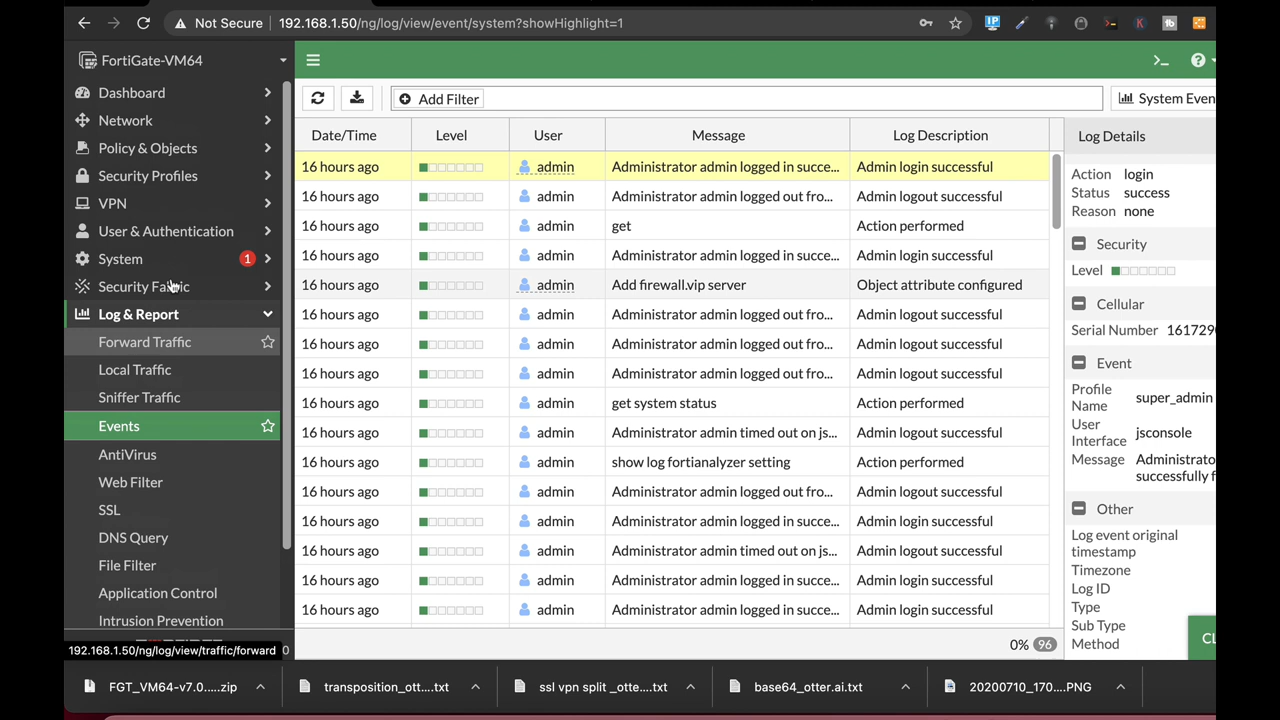 Not Secure 192.168.1.50/ng/log/view/event/system?showHighlight=1
FortiGate-VM64
Dashboard
Network
Policy & Objects
Security Profiles
VPN
User & Authentication
System 1
Security Fabric
Log & Report
Forward Traffic
Local Traffic
Sniffer Traffic
Events
AntiVirus
Web Filter
SSL
DNS Query
File Filter
Application Control
Intrusion Prevention
192.168.1.50/ng/log/view/traffic/forward
Add Filter
System Even
Date/Time Level User Message Log Description
16 hours ago admin Administrator admin logged in succe... Admin login successful
16 hours ago admin Administrator admin logged out fro... Admin logout successful
16 hours ago admin get Action performed
16 hours ago admin Administrator admin logged in succe... Admin login successful
16 hours ago admin Add firewall.vip server Object attribute configured
16 hours ago admin Administrator admin logged out fro... Admin logout successful
16 hours ago admin Administrator admin logged out fro... Admin logout successful
16 hours ago admin Administrator admin logged out fro... Admin logout successful
16 hours ago admin get system status Action performed
16 hours ago admin Administrator admin timed out on js... Admin logout successful
16 hours ago admin show log fortianalyzer setting Action performed
16 hours ago admin Administrator admin logged out fro... Admin logout successful
16 hours ago admin Administrator admin logged in succe... Admin login successful
16 hours ago admin Administrator admin timed out on js... Admin logout successful
16 hours ago admin Administrator admin logged in succe... Admin login successful
16 hours ago admin Administrator admin logged in succe... Admin login successful
0% 96
Log Details
Action login
Status success
Reason none
Security
Level
Cellular
Serial Number 1617290
Event
Profile
Name super_admin
User
Interface jsconsole
Message Administrato
successfully f
Other
Log event original
timestamp
Timezone
Log ID
Type
Sub Type
Method
CL
FGT_VM64-v7.0.....zip
transposition_ott....txt
ssl vpn split _otte....txt
base64_otter.ai.txt
20200710_170....PNG